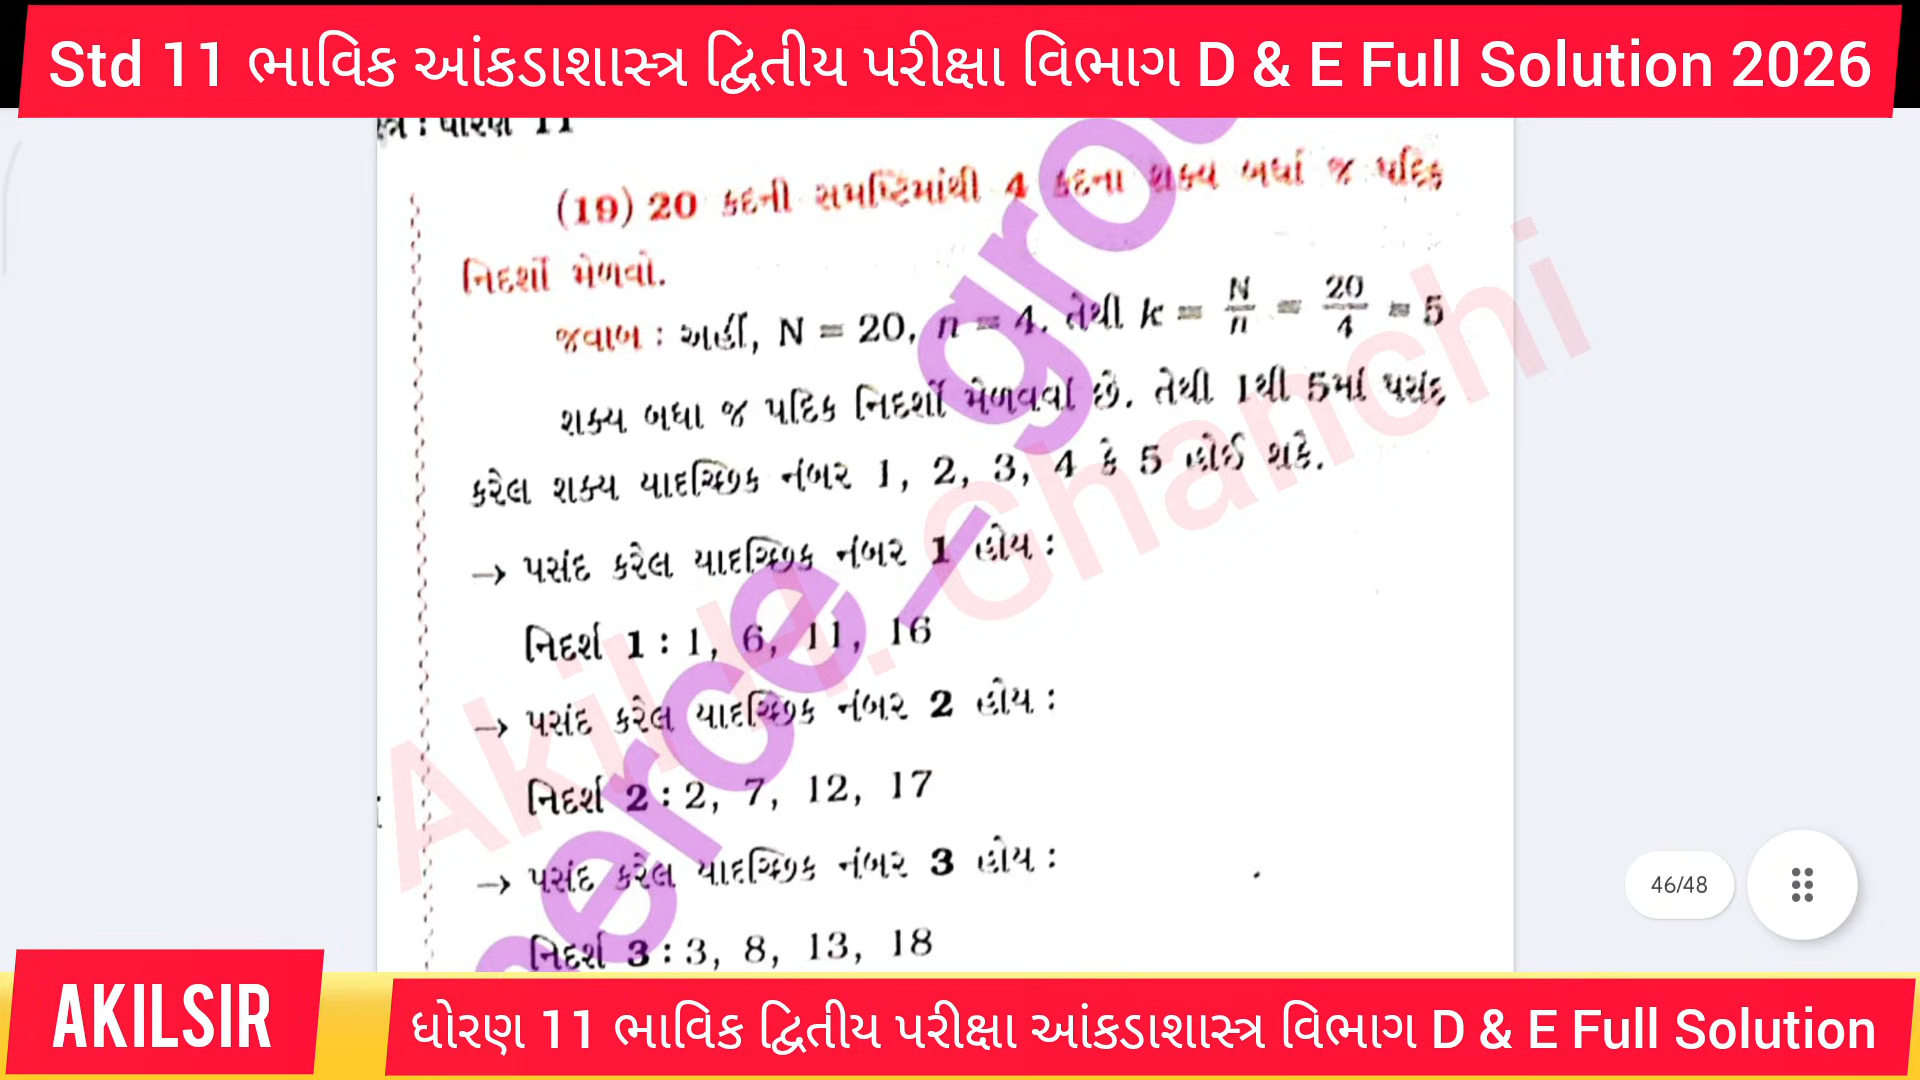 Std 11 ભાવિક આંકડાશાસ્ત્ર દ્વિતીય પરીક્ષા વિભાગ D & E Full Solution 2026
સ્ત્ર : ધોરણ 11
(19) 20 કદની સમષ્ટિમાંથી 4 કદના શક્ય બધાં જ પદિક
નિદર્શો મેળવો.
જવાબ : અહીં, N = 20, n = 4. તેથી k = N/n = 20/4 = 5
શક્ય બધા જ પદિક નિદર્શો મેળવવાં છે. તેથી 1થી 5માં પસંદ
કરેલ શક્ય યાદચ્છિક નંબર 1, 2, 3, 4 કે 5 હોઈ શકે.
→ પસંદ કરેલ યાદચ્છિક નંબર 1 હોય :
નિદર્શ 1 : 1, 6, 11, 16
→ પસંદ કરેલ યાદચ્છિક નંબર 2 હોય :
નિદર્શ 2 : 2, 7, 12, 17
→ પસંદ કરેલ યાદચ્છિક નંબર 3 હોય :
નિદર્શ 3 : 3, 8, 13, 18
Akil I. Ghanchi
46/48
AKILSIR
ધોરણ 11 ભાવિક દ્વિતીય પરીક્ષા આંકડાશાસ્ત્ર વિભાગ D & E Full Solution